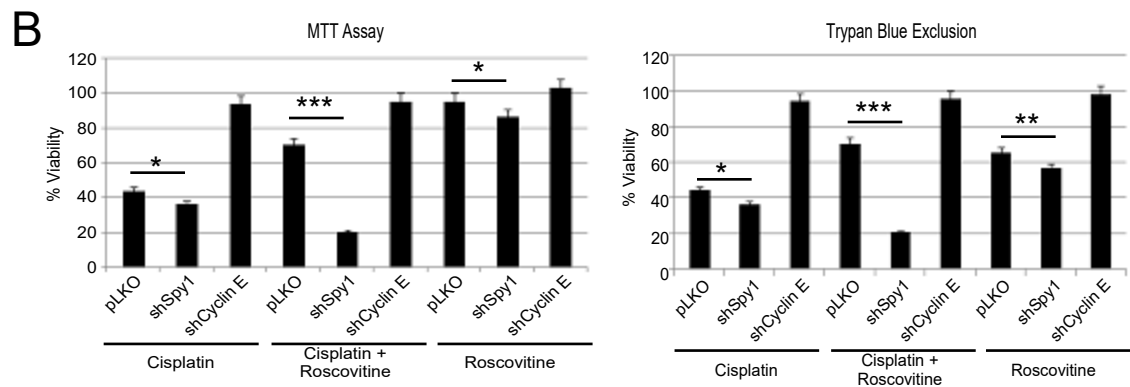 B
MTT Assay
% Viability
120
100
80
60
40
20
0
*
***
*
pLKO
shSpy1
shCyclin E
pLKO
shSpy1
shCyclin E
pLKO
shSpy1
shCyclin E
Cisplatin
Cisplatin +
Roscovitine
Roscovitine
Trypan Blue Exclusion
% Viability
120
100
80
60
40
20
0
*
***
**
pLKO
shSpy1
shCyclin E
pLKO
shSpy1
shCyclin E
pLKO
shSpy1
shCyclin E
Cisplatin
Cisplatin +
Roscovitine
Roscovitine